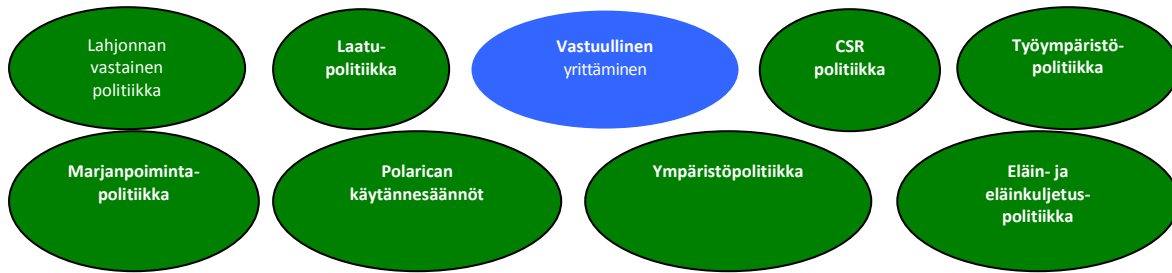 Lahjonnan
vastainen
politiikka
Laatu-
politiikka
Vastuullinen
yrittäminen
CSR
politiikka
Työympäristö-
politiikka
Marjanpoiminta-
politiikka
Polarican
käytännesäännöt
Ympäristöpolitiikka
Eläin- ja
eläinkuljetus-
politiikka